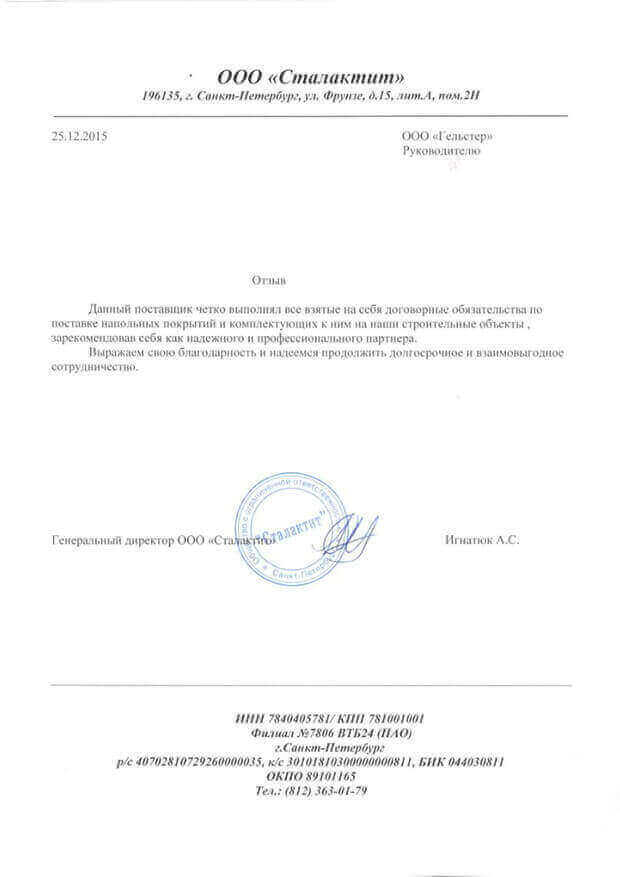 ООО «Сталактит»
196135, г. Санкт-Петербург, ул. Фрунзе, д.15, лит.А, пом.2Н
25.12.2015 ООО «Гельстер»
Руководителю
Отзыв
Данный поставщик четко выполнял все взятые на себя договорные обязательства по
поставке напольных покрытий и комплектующих к ним на наши строительные объекты ,
зарекомендовав себя как надежного и профессионального партнера.
Выражаем свою благодарность и надеемся продолжить долгосрочное и взаимовыгодное
сотрудничество.
Генеральный директор ООО «Сталактит» Игнатюк А.С.
"Сталактит"
с ограниченной ответственностью
Санкт-Петербург
ИНН 7840405781/ КПП 781001001
Филиал №7806 ВТБ24 (ПАО)
г.Санкт-Петербург
р/с 40702810729260000035, к/с 30101810300000000811, БИК 044030811
ОКПО 89101165
Тел.: (812) 363-01-79